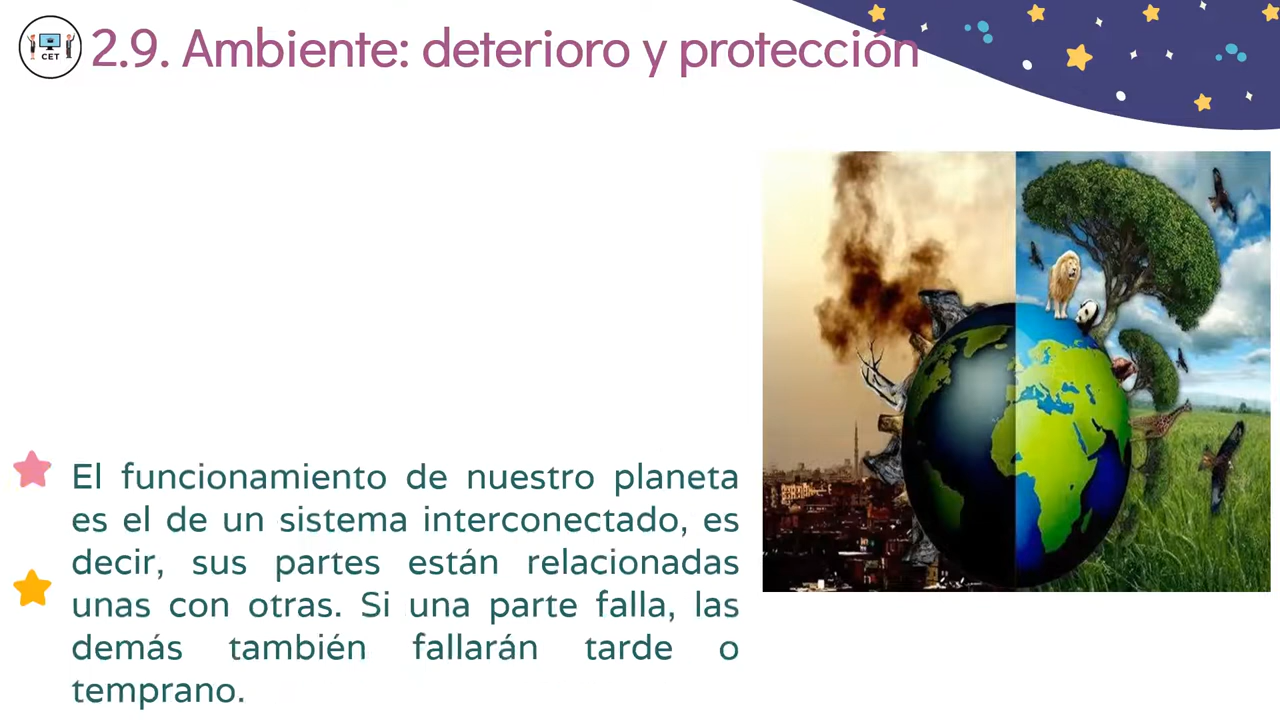 CET
2.9. Ambiente: deterioro y protección
El funcionamiento de nuestro planeta
es el de un sistema interconectado, es
decir, sus partes están relacionadas
unas con otras. Si una parte falla, las
demás también fallarán tarde o
temprano.